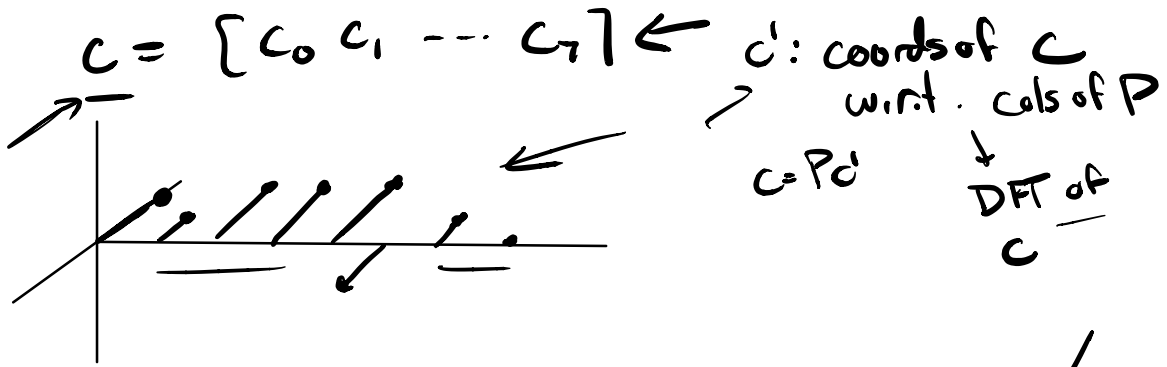 c = [c₀ c₁ ---- c₇]
c' : coords of c
w.r.t. cols of P
c = Pc'
DFT of
c